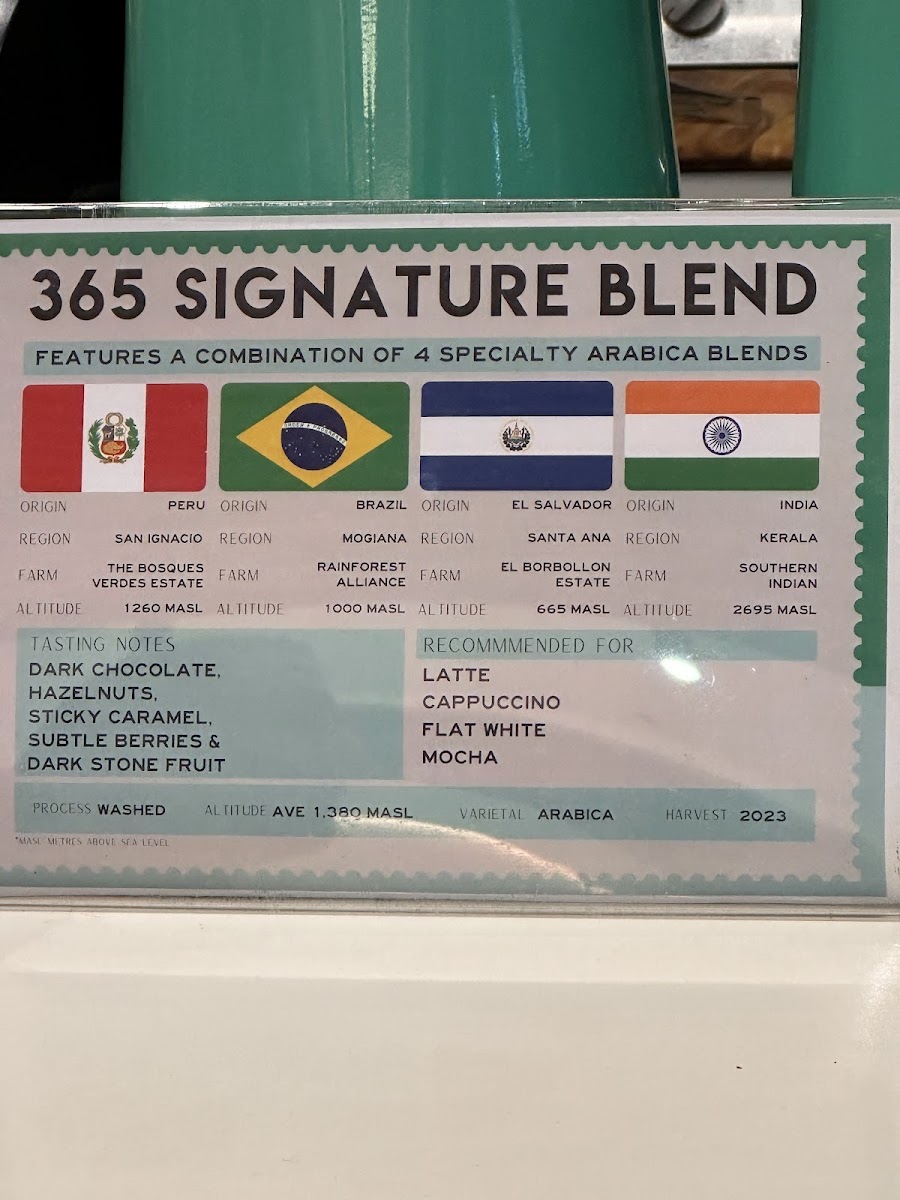 365 SIGNATURE BLEND
FEATURES A COMBINATION OF 4 SPECIALTY ARABICA BLENDS
ORDEM E PROGRESSO
ORIGIN PERU
REGION SAN IGNACÍO
FARM THE BOSQUES
VERDES ESTATE
ALTITUDE 1260 MASL
ORIGIN BRAZIL
REGION MOGIANA
FARM RAINFOREST
ALLIANCE
ALTITUDE 1000 MASL
ORIGIN EL SALVADOR
REGION SANTA ANA
FARM EL BORBOLLON
ESTATE
ALTITUDE 665 MASL
ORIGIN INDIA
REGION KERALA
FARM SOUTHERN
INDIAN
ALTITUDE 2695 MASL
TASTING NOTES
DARK CHOCOLATE,
HAZELNUTS,
STICKY CARAMEL,
SUBTLE BERRIES &
DARK STONE FRUIT
RECOMMMENDED FOR
LATTE
CAPPUCCINO
FLAT WHITE
MOCHA
PROCESS WASHED ALTITUDE AVE 1,380 MASL VARIETAL ARABICA HARVEST 2023
*MASL METRES ABOVE SEA LEVEL